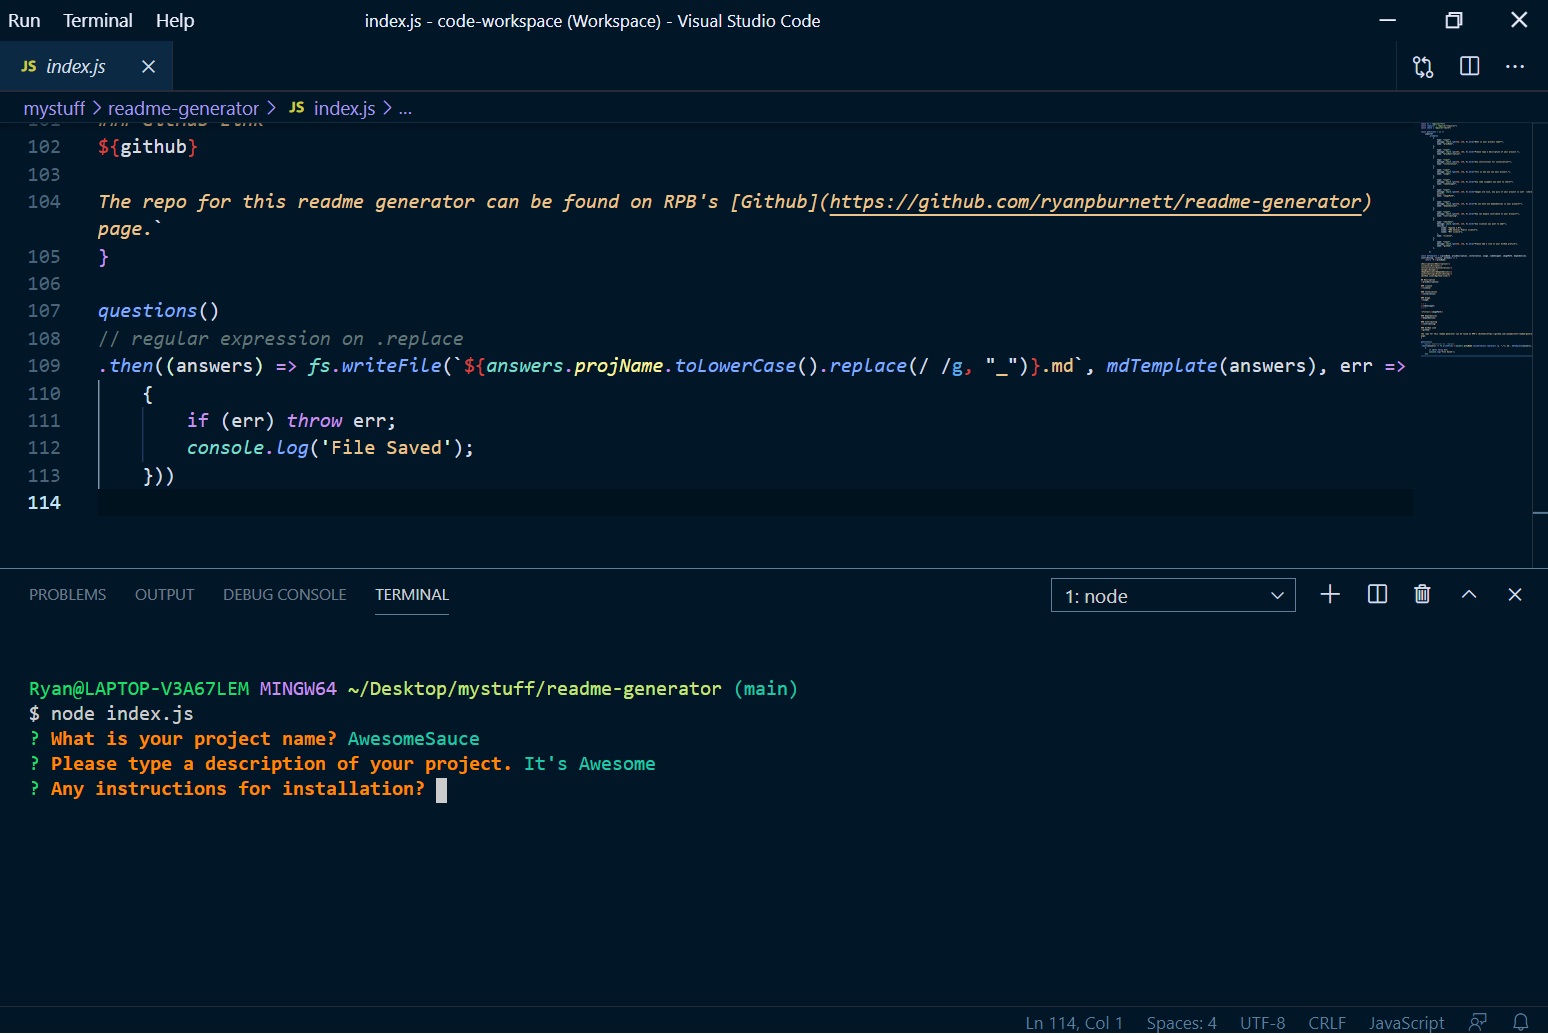 Run Terminal Help index.js - code-workspace (Workspace) - Visual Studio Code
JS index.js
mystuff > readme-generator > JS index.js > ...
102 ${github}
103
104 The repo for this readme generator can be found on RPB's [Github](https://github.com/ryanpburnett/readme-generator)
page.`
105 }
106
107 questions()
108 // regular expression on .replace
109 .then((answers) => fs.writeFile(`${answers.projName.toLowerCase().replace(/ /g, "_")}.md`, mdTemplate(answers), err =>
110 {
111 if (err) throw err;
112 console.log('File Saved');
113 }))
114
PROBLEMS OUTPUT DEBUG CONSOLE TERMINAL 1: node
Ryan@LAPTOP-V3A67LEM MINGW64 ~/Desktop/mystuff/readme-generator (main)
$ node index.js
? What is your project name? AwesomeSauce
? Please type a description of your project. It's Awesome
? Any instructions for installation?
Ln 114, Col 1 Spaces: 4 UTF-8 CRLF JavaScript